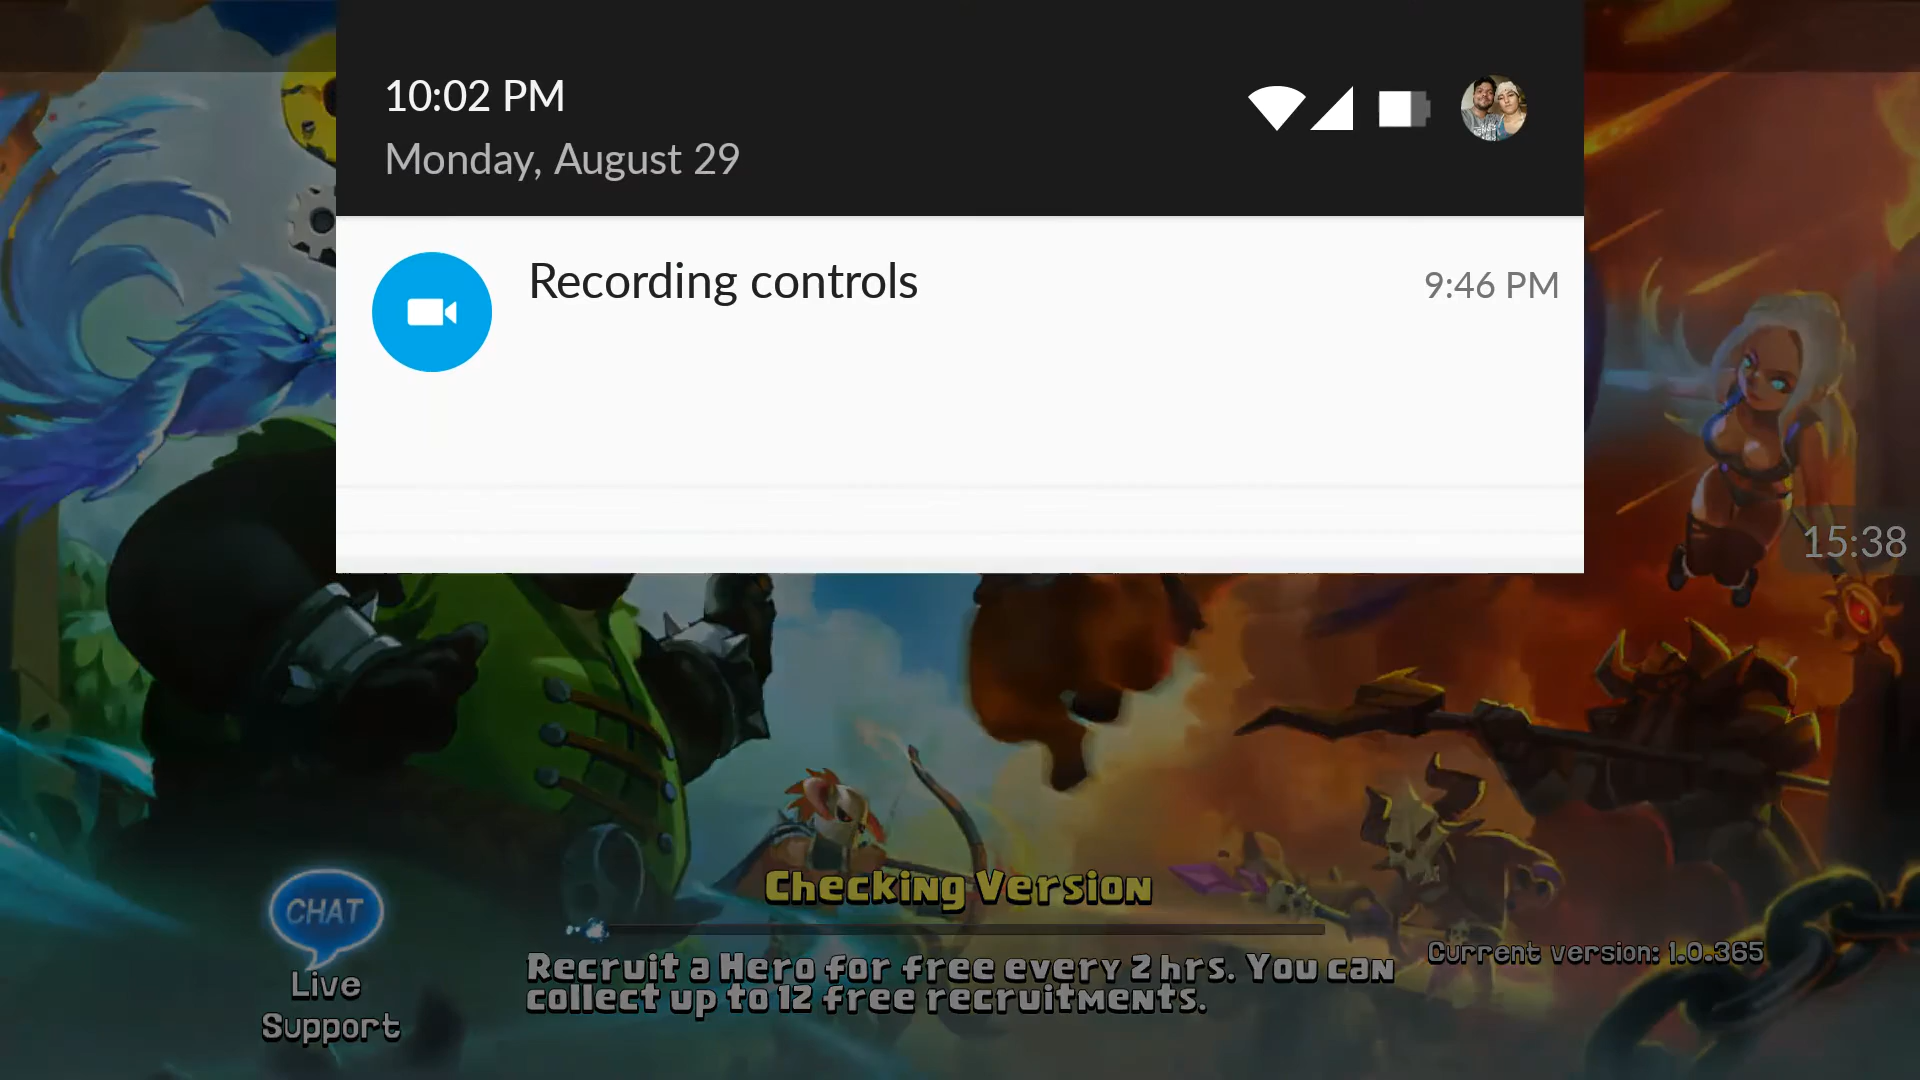 10:02 PM
Monday, August 29
Recording controls
9:46 PM
15:38
CHAT
Live
Support
Checking Version
Recruit a Hero for free every 2 hrs. You can
collect up to 12 free recruitments.
Current version: 1.0.365